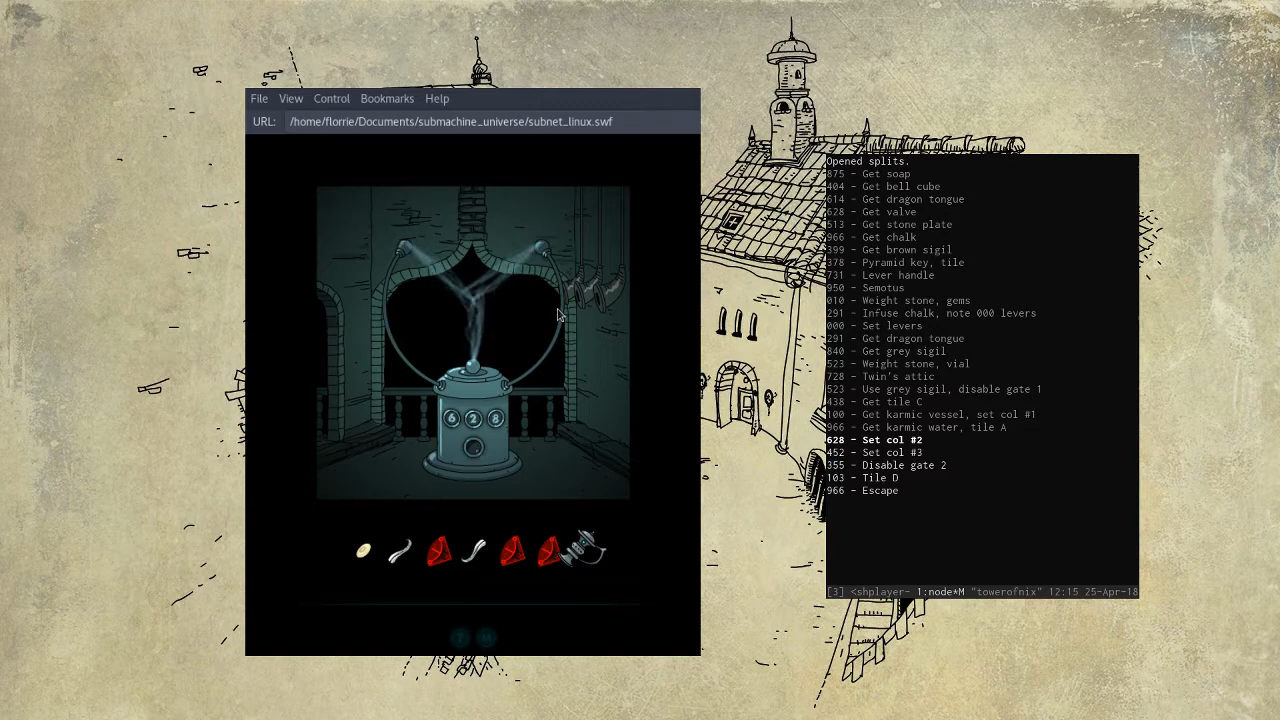 File View Control Bookmarks Help
URL: /home/florrie/Documents/submachine_universe/subnet_linux.swf
6 2 8
T M
Opened splits.
875 - Get soap
404 - Get bell cube
614 - Get dragon tongue
628 - Get valve
513 - Get stone plate
966 - Get chalk
399 - Get brown sigil
378 - Pyramid key, tile
731 - Lever handle
950 - Semotus
010 - Weight stone, gems
291 - Infuse chalk, note 000 levers
000 - Set levers
291 - Get dragon tongue
840 - Get grey sigil
523 - Weight stone, vial
728 - Twin's attic
523 - Use grey sigil, disable gate 1
438 - Get tile C
100 - Get karmic vessel, set col #1
966 - Get karmic water, tile A
628 - Set col #2
452 - Set col #3
355 - Disable gate 2
103 - Tile D
966 - Escape
[3] <shplayer- 1:node*M "towerofnix" 12:15 25-Apr-18